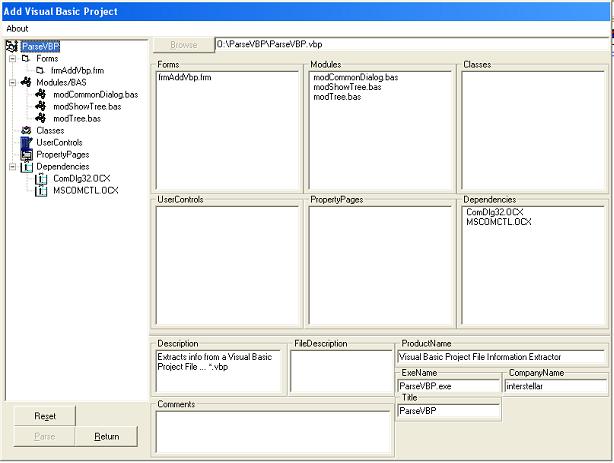 Add Visual Basic Project
About
ParseVBP
Forms
frmAddVbp.frm
Modules/BAS
modCommonDialog.bas
modShowTree.bas
modTree.bas
Classes
UserControls
PropertyPages
Dependencies
ComDlg32.OCX
MSCOMCTL.OCX
Reset
Parse
Return
Browse
O:\ParseVBP\ParseVBP.vbp
Forms
frmAddVbp.frm
Modules
modCommonDialog.bas
modShowTree.bas
modTree.bas
Classes
UserControls
PropertyPages
Dependencies
ComDlg32.OCX
MSCOMCTL.OCX
Description
Extracts info from a Visual Basic
Project File ... *.vbp
FileDescription
ProductName
Visual Basic Project File Information Extractor
ExeName
ParseVBP.exe
CompanyName
interstellar
Title
ParseVBP
Comments